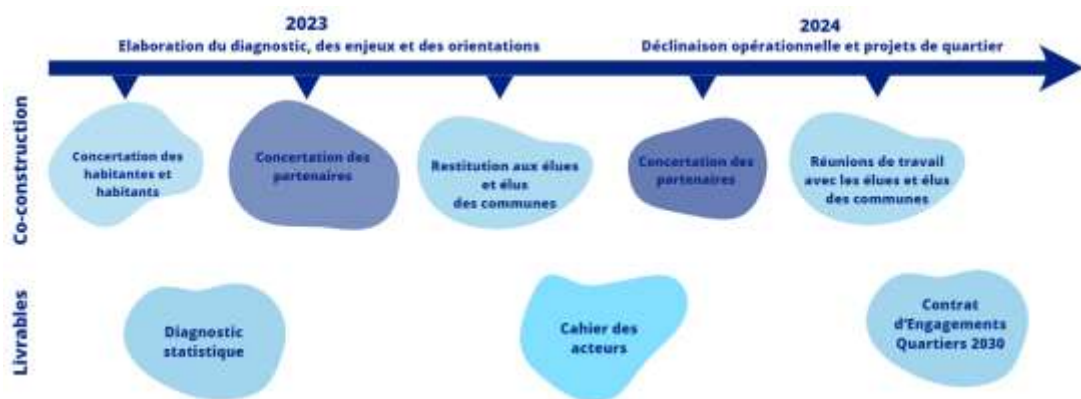 2023
Elaboration du diagnostic, des enjeux et des orientations
2024
Déclinaison opérationnelle et projets de quartier
Co-construction
Concertation des
habitantes et
habitants
Concertation des
partenaires
Restitution aux élues
et élus
des communes
Concertation des
partenaires
Réunions de travail
avec les élues et élus
des communes
Livrables
Diagnostic
statistique
Cahier des
acteurs
Contrat
d'Engagements
Quartiers 2030